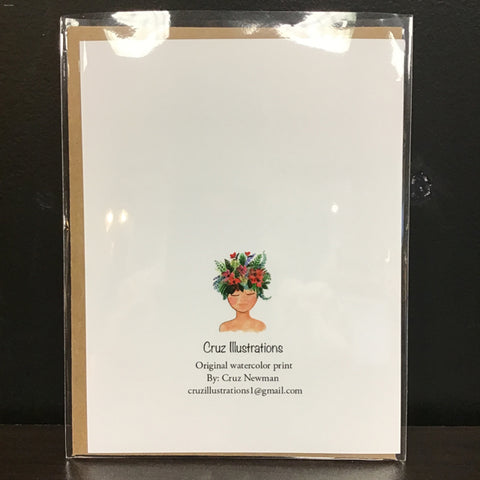 Cruz Illustrations
Original watercolor print
By: Cruz Newman
cruzillustrations1@gmail.com